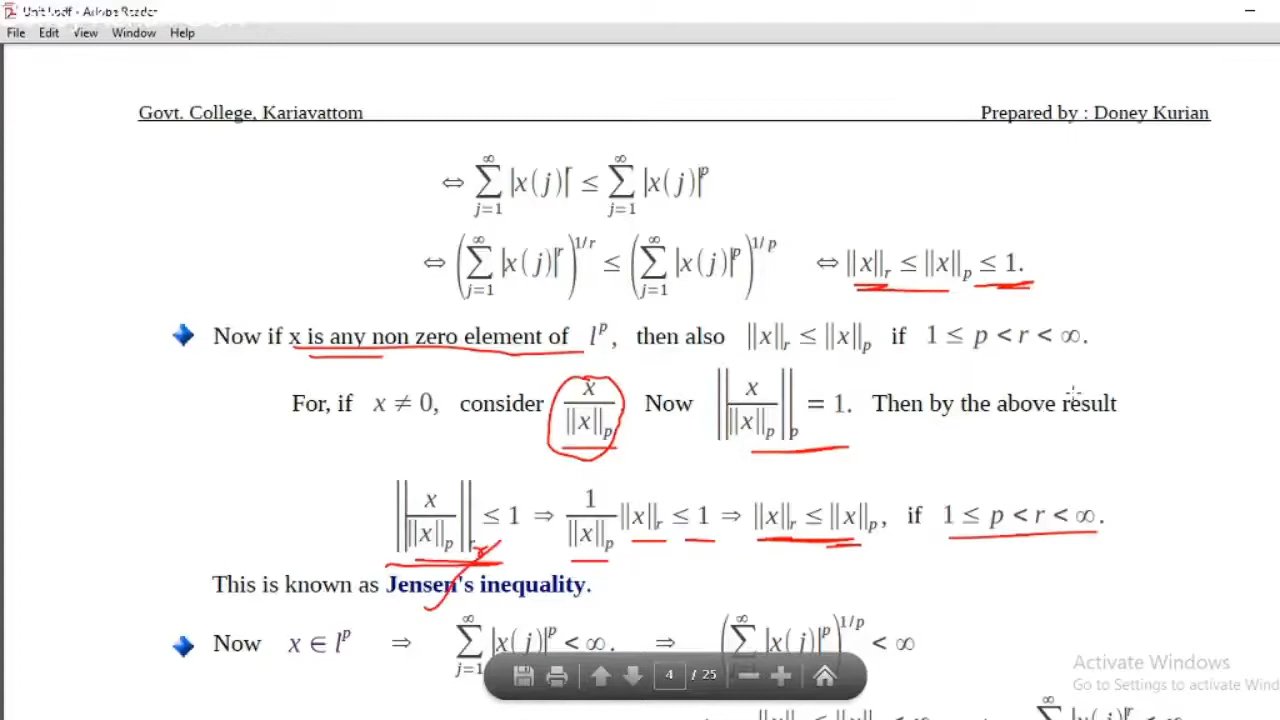 Unit I.pdf - Adobe Reader
File Edit View Window Help
Govt. College, Kariavattom Prepared by : Doney Kurian
⇔ ∑_{j=1}^{∞} |x(j)|^r ≤ ∑_{j=1}^{∞} |x(j)|^p
⇔ (∑_{j=1}^{∞} |x(j)|^r)^{1/r} ≤ (∑_{j=1}^{∞} |x(j)|^p)^{1/p} ⇔ ||x||_r ≤ ||x||_p ≤ 1.
Now if x is any non zero element of l^p, then also ||x||_r ≤ ||x||_p if 1 ≤ p < r < ∞.
For, if x ≠ 0, consider x/||x||_p Now ||x/||x||_p||_p = 1. Then by the above result
||x/||x||_p||_r ≤ 1 ⇒ 1/||x||_p ||x||_r ≤ 1 ⇒ ||x||_r ≤ ||x||_p, if 1 ≤ p < r < ∞.
This is known as Jensen's inequality.
Now x ∈ l^p ⇒ ∑_{j=1}^{∞} |x(j)|^p < ∞. ⇒ (∑_{j=1}^{∞} |x(j)|^p)^{1/p} < ∞
4 / 25
Activate Windows
Go to Settings to activate Wind